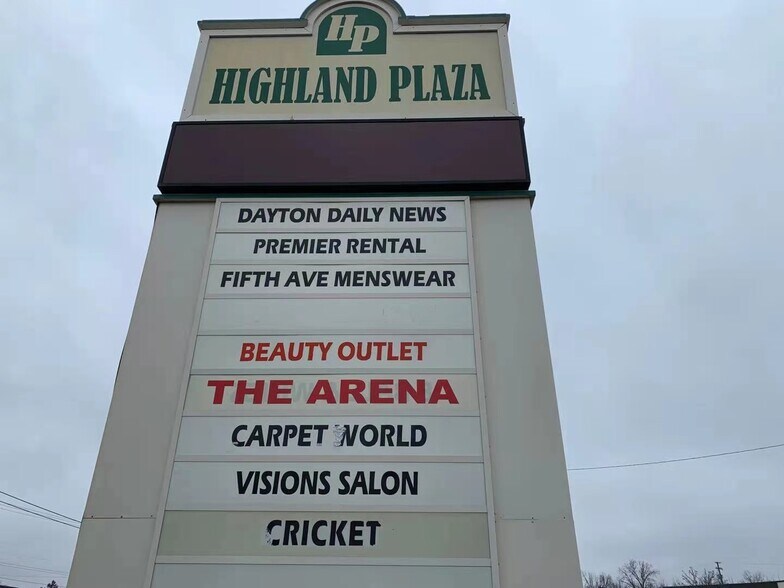 HP
HIGHLAND PLAZA
DAYTON DAILY NEWS
PREMIER RENTAL
FIFTH AVE MENSWEAR
BEAUTY OUTLET
THE ARENA
CARPET WORLD
VISIONS SALON
CRICKET